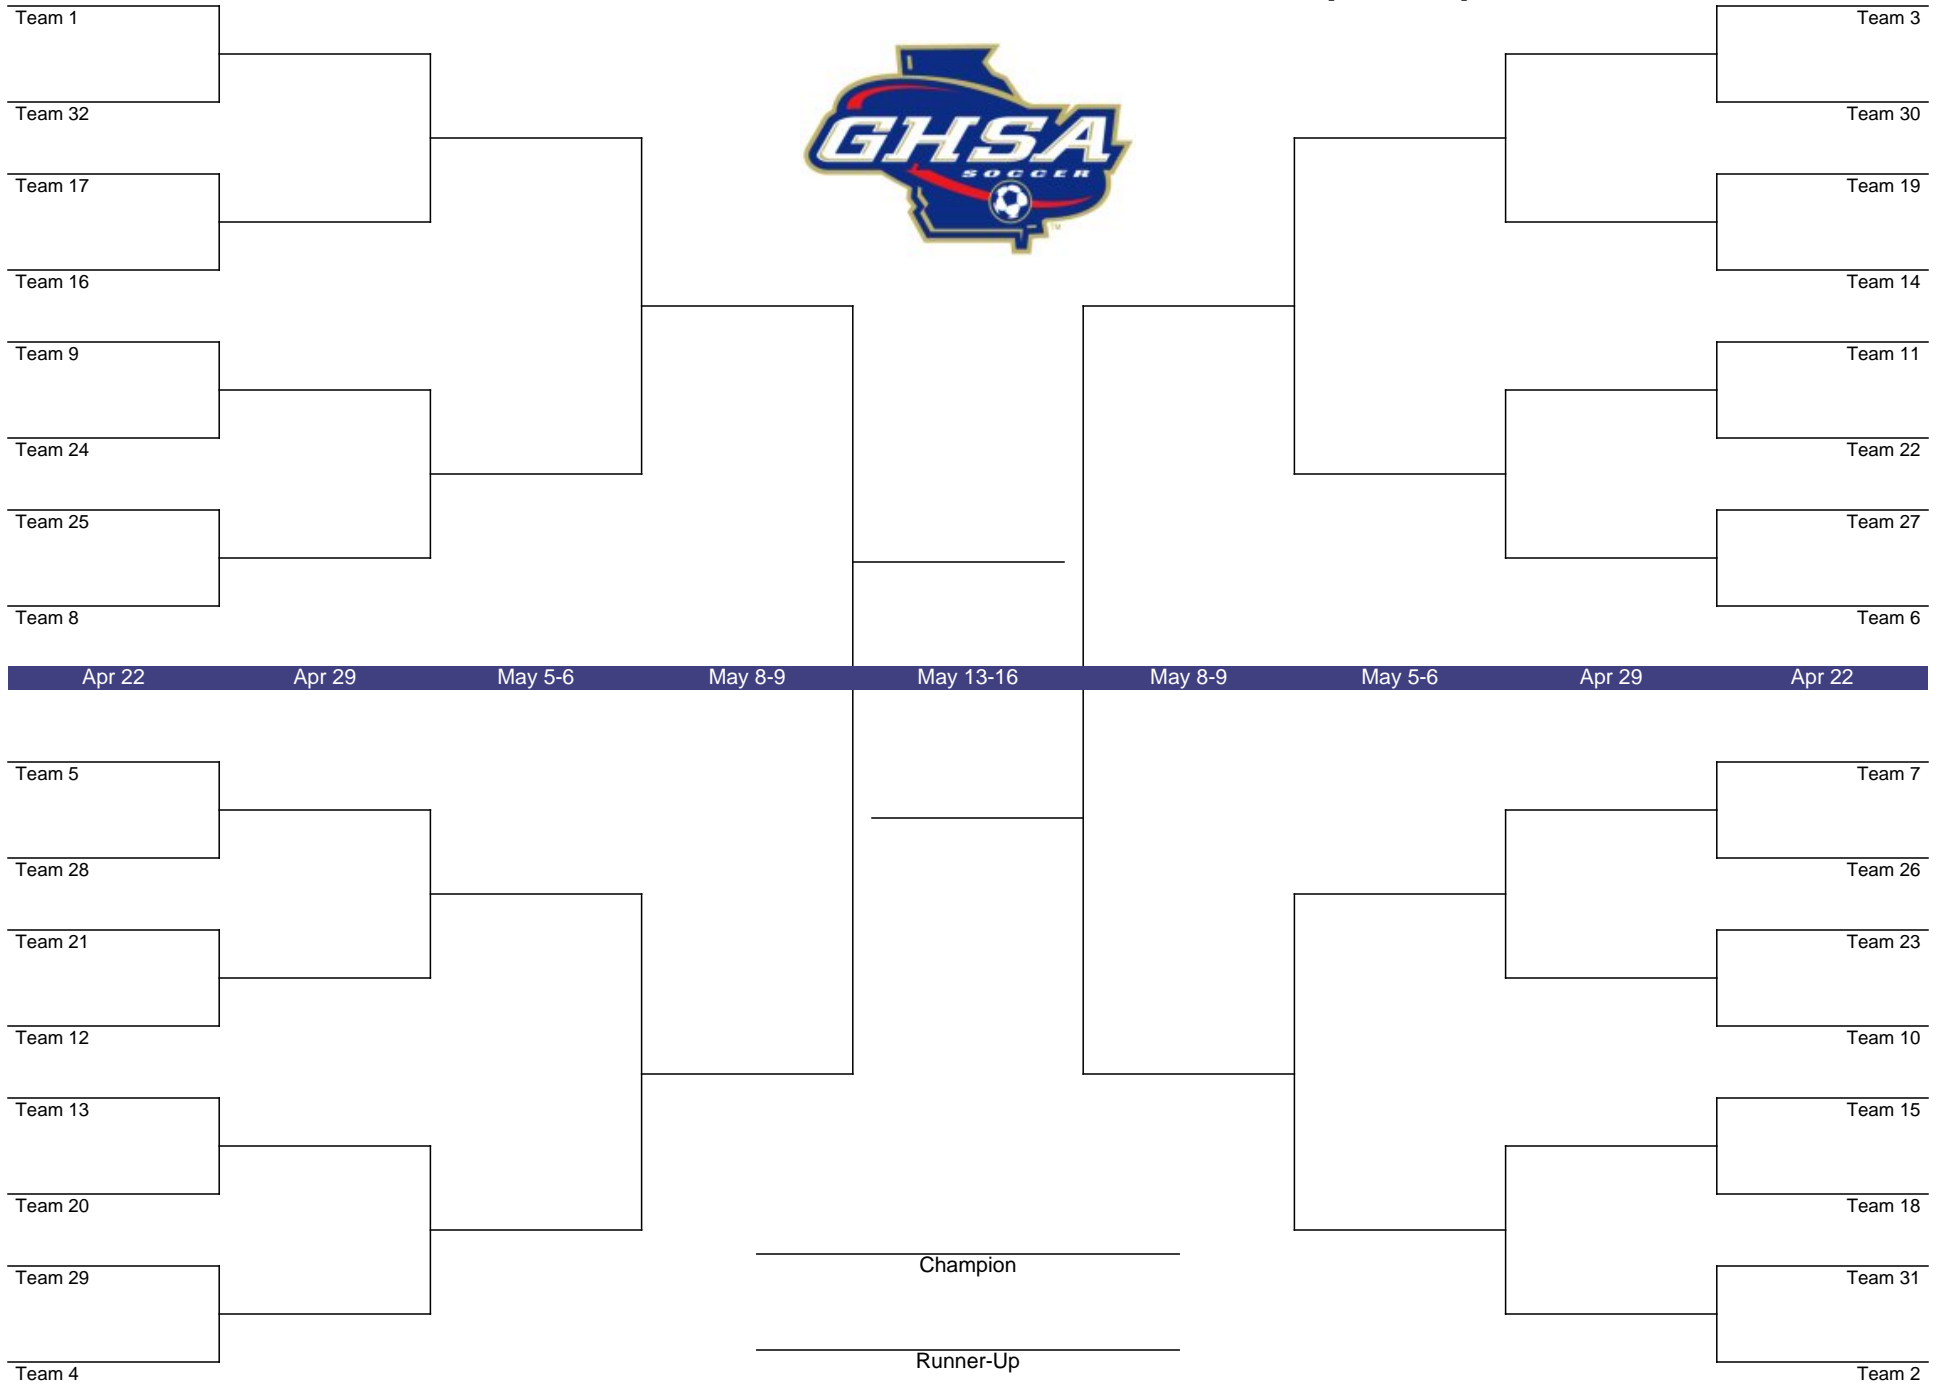 Team 1
Team 32
Team 17
Team 16
Team 9
Team 24
Team 25
Team 8
Team 3
Team 30
Team 19
Team 14
Team 11
Team 22
Team 27
Team 6
GHSA
SOCCER
TM
Apr 22 Apr 29 May 5-6 May 8-9 May 13-16 May 8-9 May 5-6 Apr 29 Apr 22
Team 5
Team 28
Team 21
Team 12
Team 13
Team 20
Team 29
Team 4
Team 7
Team 26
Team 23
Team 10
Team 15
Team 18
Team 31
Team 2
Champion
Runner-Up